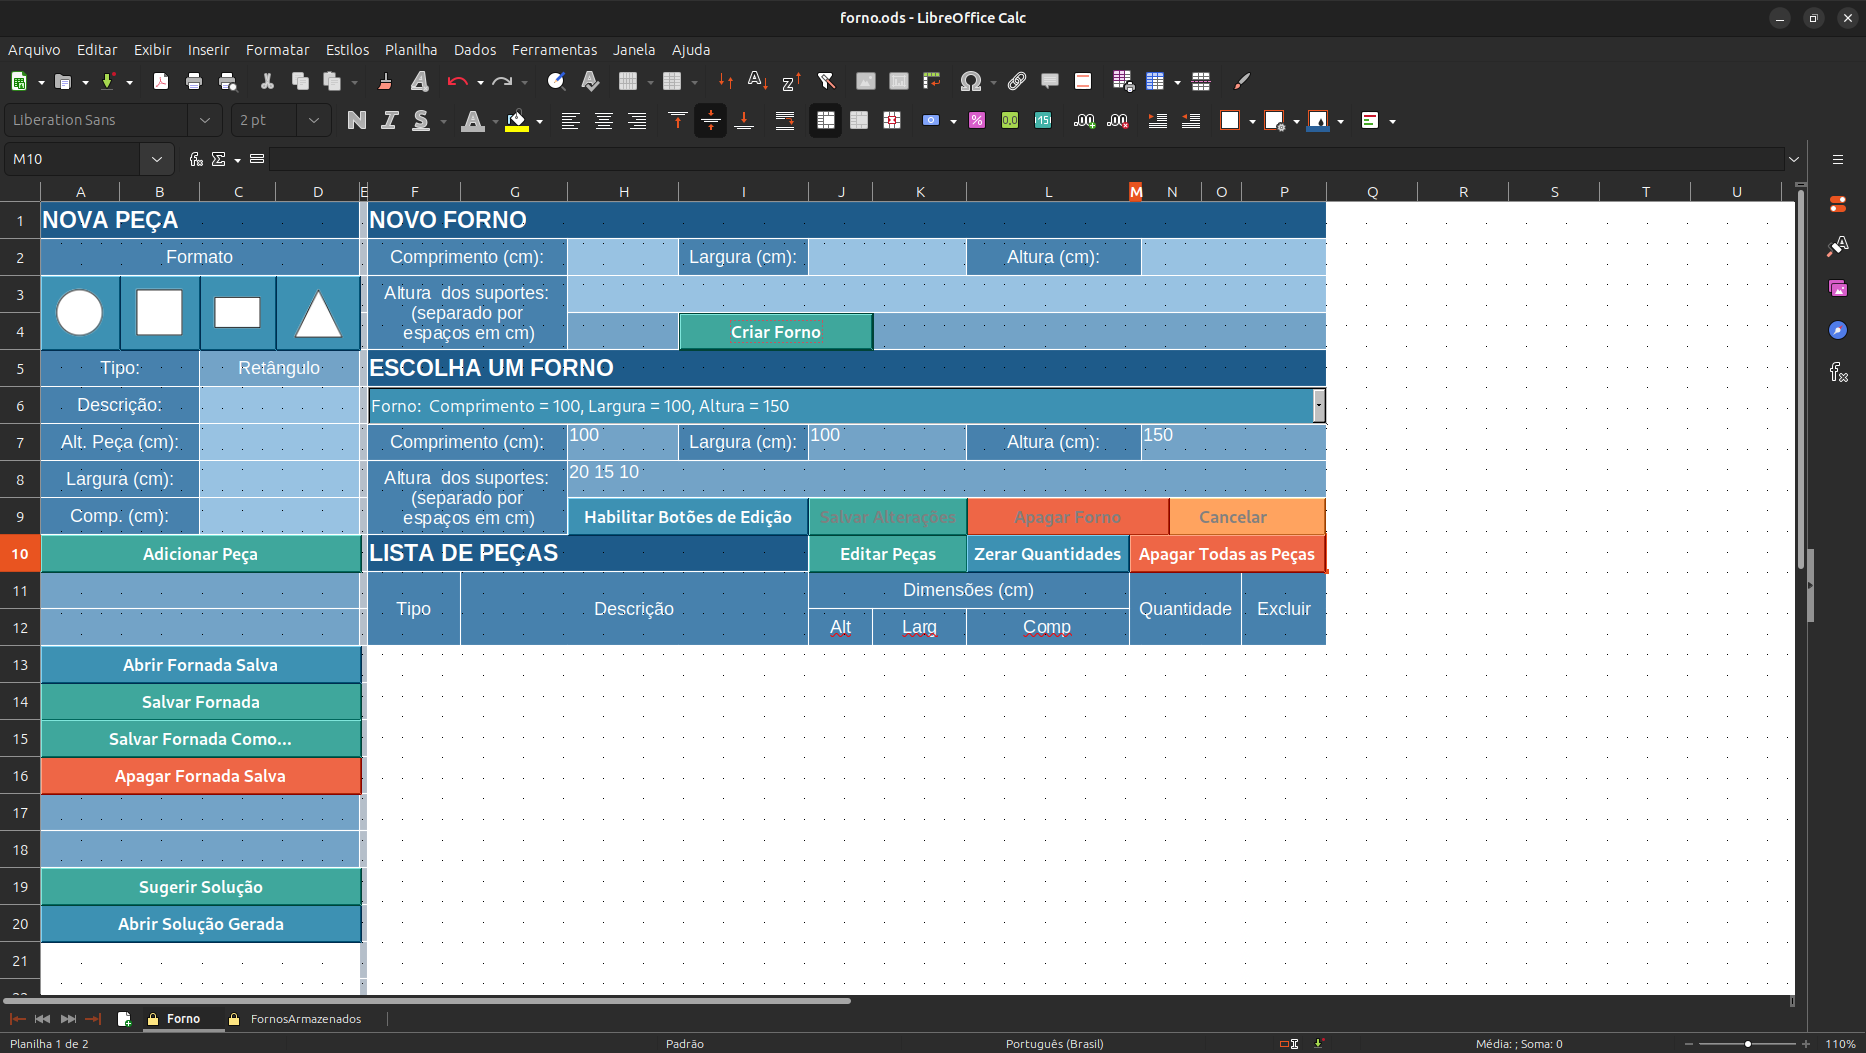 forno.ods - LibreOffice Calc
Arquivo Editar Exibir Inserir Formatar Estilos Planilha Dados Ferramentas Janela Ajuda
Liberation Sans 2 pt
M10
A B C D E F G H I J K L M N O P Q R S T U
1 NOVA PEÇA NOVO FORNO
2 Formato Comprimento (cm): Largura (cm): Altura (cm):
3 Altura dos suportes:
(separado por
4 espaços em cm) Criar Forno
5 Tipo: Retângulo ESCOLHA UM FORNO
6 Descrição: Forno: Comprimento = 100, Largura = 100, Altura = 150
7 Alt. Peça (cm): Comprimento (cm): 100 Largura (cm): 100 Altura (cm): 150
8 Largura (cm): Altura dos suportes: 20 15 10
(separado por
9 Comp. (cm): espaços em cm) Habilitar Botões de Edição Salvar Alterações Apagar Forno Cancelar
10 Adicionar Peça LISTA DE PEÇAS Editar Peças Zerar Quantidades Apagar Todas as Peças
11 Dimensões (cm)
Tipo Descrição Quantidade Excluir
12 Alt Larg Comp
13 Abrir Fornada Salva
14 Salvar Fornada
15 Salvar Fornada Como...
16 Apagar Fornada Salva
17
18
19 Sugerir Solução
20 Abrir Solução Gerada
21
22
Forno FornosArmazenados
Planilha 1 de 2 Padrão Português (Brasil) Média: ; Soma: 0 110%